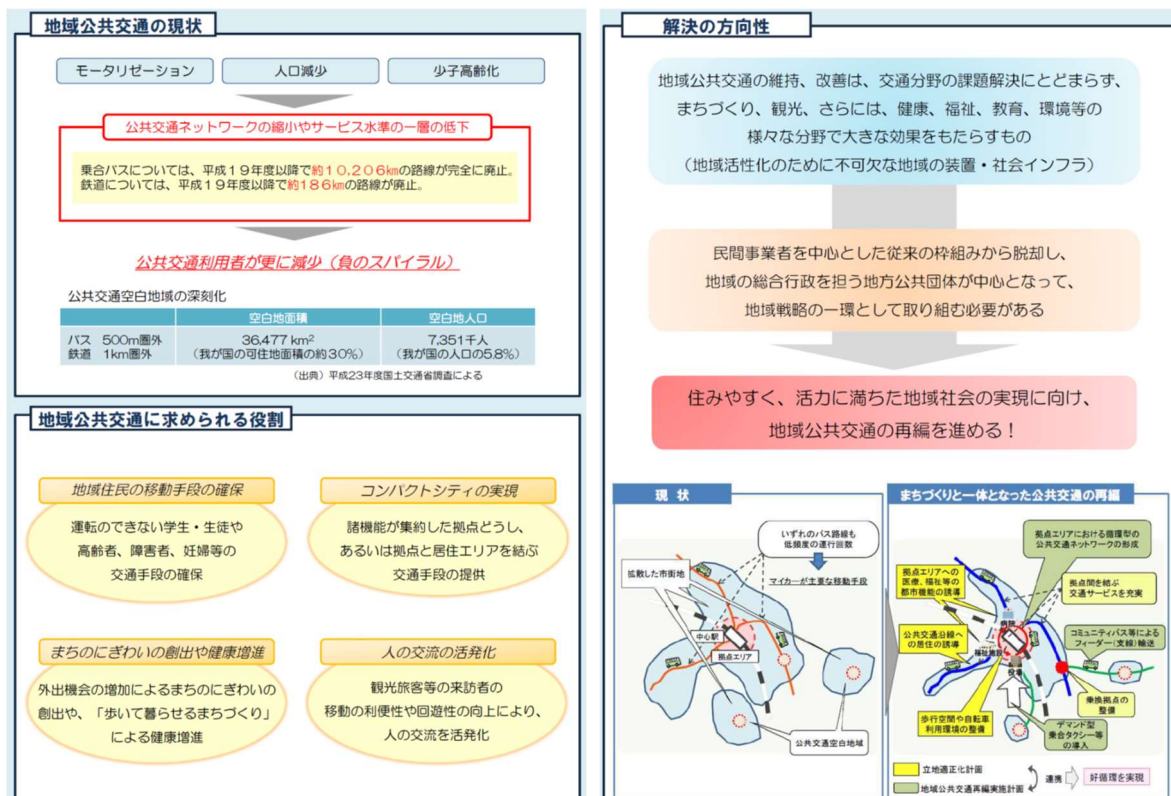 地域公共交通の現状
モータリゼーション
人口減少
少子高齢化
公共交通ネットワークの縮小やサービス水準の一層の低下
乗合バスについては、平成19年度以降で約10,206kmの路線が完全に廃止。
鉄道については、平成19年度以降で約186kmの路線が廃止。
公共交通利用者が更に減少(負のスパイラル)
公共交通空白地域の深刻化
空白地面積
空白地人口
バス 500m圏外
鉄道 1km圏外
36,477 km²
(我が国の可住地面積の約30%)
7,351千人
(我が国の人口の5.8%)
(出典)平成23年度国土交通省調査による
地域公共交通に求められる役割
地域住民の移動手段の確保
運転のできない学生・生徒や
高齢者、障害者、妊婦等の
交通手段の確保
コンパクトシティの実現
諸機能が集約した拠点どうし、
あるいは拠点と居住エリアを結ぶ
交通手段の提供
まちのにぎわいの創出や健康増進
外出機会の増加によるまちのにぎわいの
創出や、「歩いて暮らせるまちづくり」
による健康増進
人の交流の活発化
観光旅客等の来訪者の
移動の利便性や回遊性の向上により、
人の交流を活発化
解決の方向性
地域公共交通の維持、改善は、交通分野の課題解決にとどまらず、
まちづくり、観光、さらには、健康、福祉、教育、環境等の
様々な分野で大きな効果をもたらすもの
(地域活性化のために不可欠な地域の装置・社会インフラ)
民間事業者を中心とした従来の枠組みから脱却し、
地域の総合行政を担う地方公共団体が中心となって、
地域戦略の一環として取り組む必要がある
住みやすく、活力に満ちた地域社会の実現に向け、
地域公共交通の再編を進める!
現 状
いずれのバス路線も
低頻度の運行回数
マイカーが主要な移動手段
拡散した市街地
中心駅
拠点エリア
公共交通空白地域
まちづくりと一体となった公共交通の再編
拠点エリアにおける循環型の
公共交通ネットワークの形成
拠点エリアへの
医療、福祉等の
都市機能の誘導
拠点間を結ぶ
交通サービスを充実
病院
公共交通沿線への
居住の誘導
福祉施設
役場
コミュニティバス等による
フィーダー(支線)輸送
乗換拠点の
整備
歩行空間や自転車
利用環境の整備
デマンド型
乗合タクシー等
の導入
立地適正化計画
地域公共交通再編実施計画
連携
好循環を実現